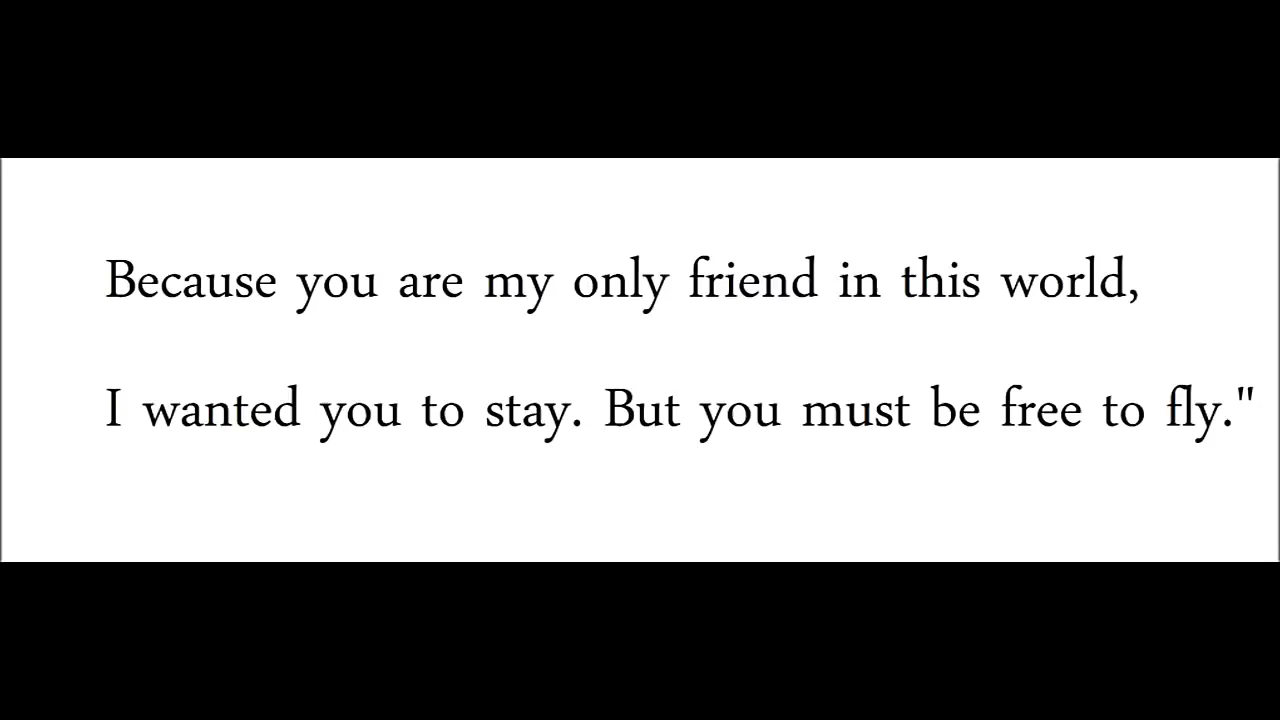 Because you are my only friend in this world,
I wanted you to stay. But you must be free to fly."